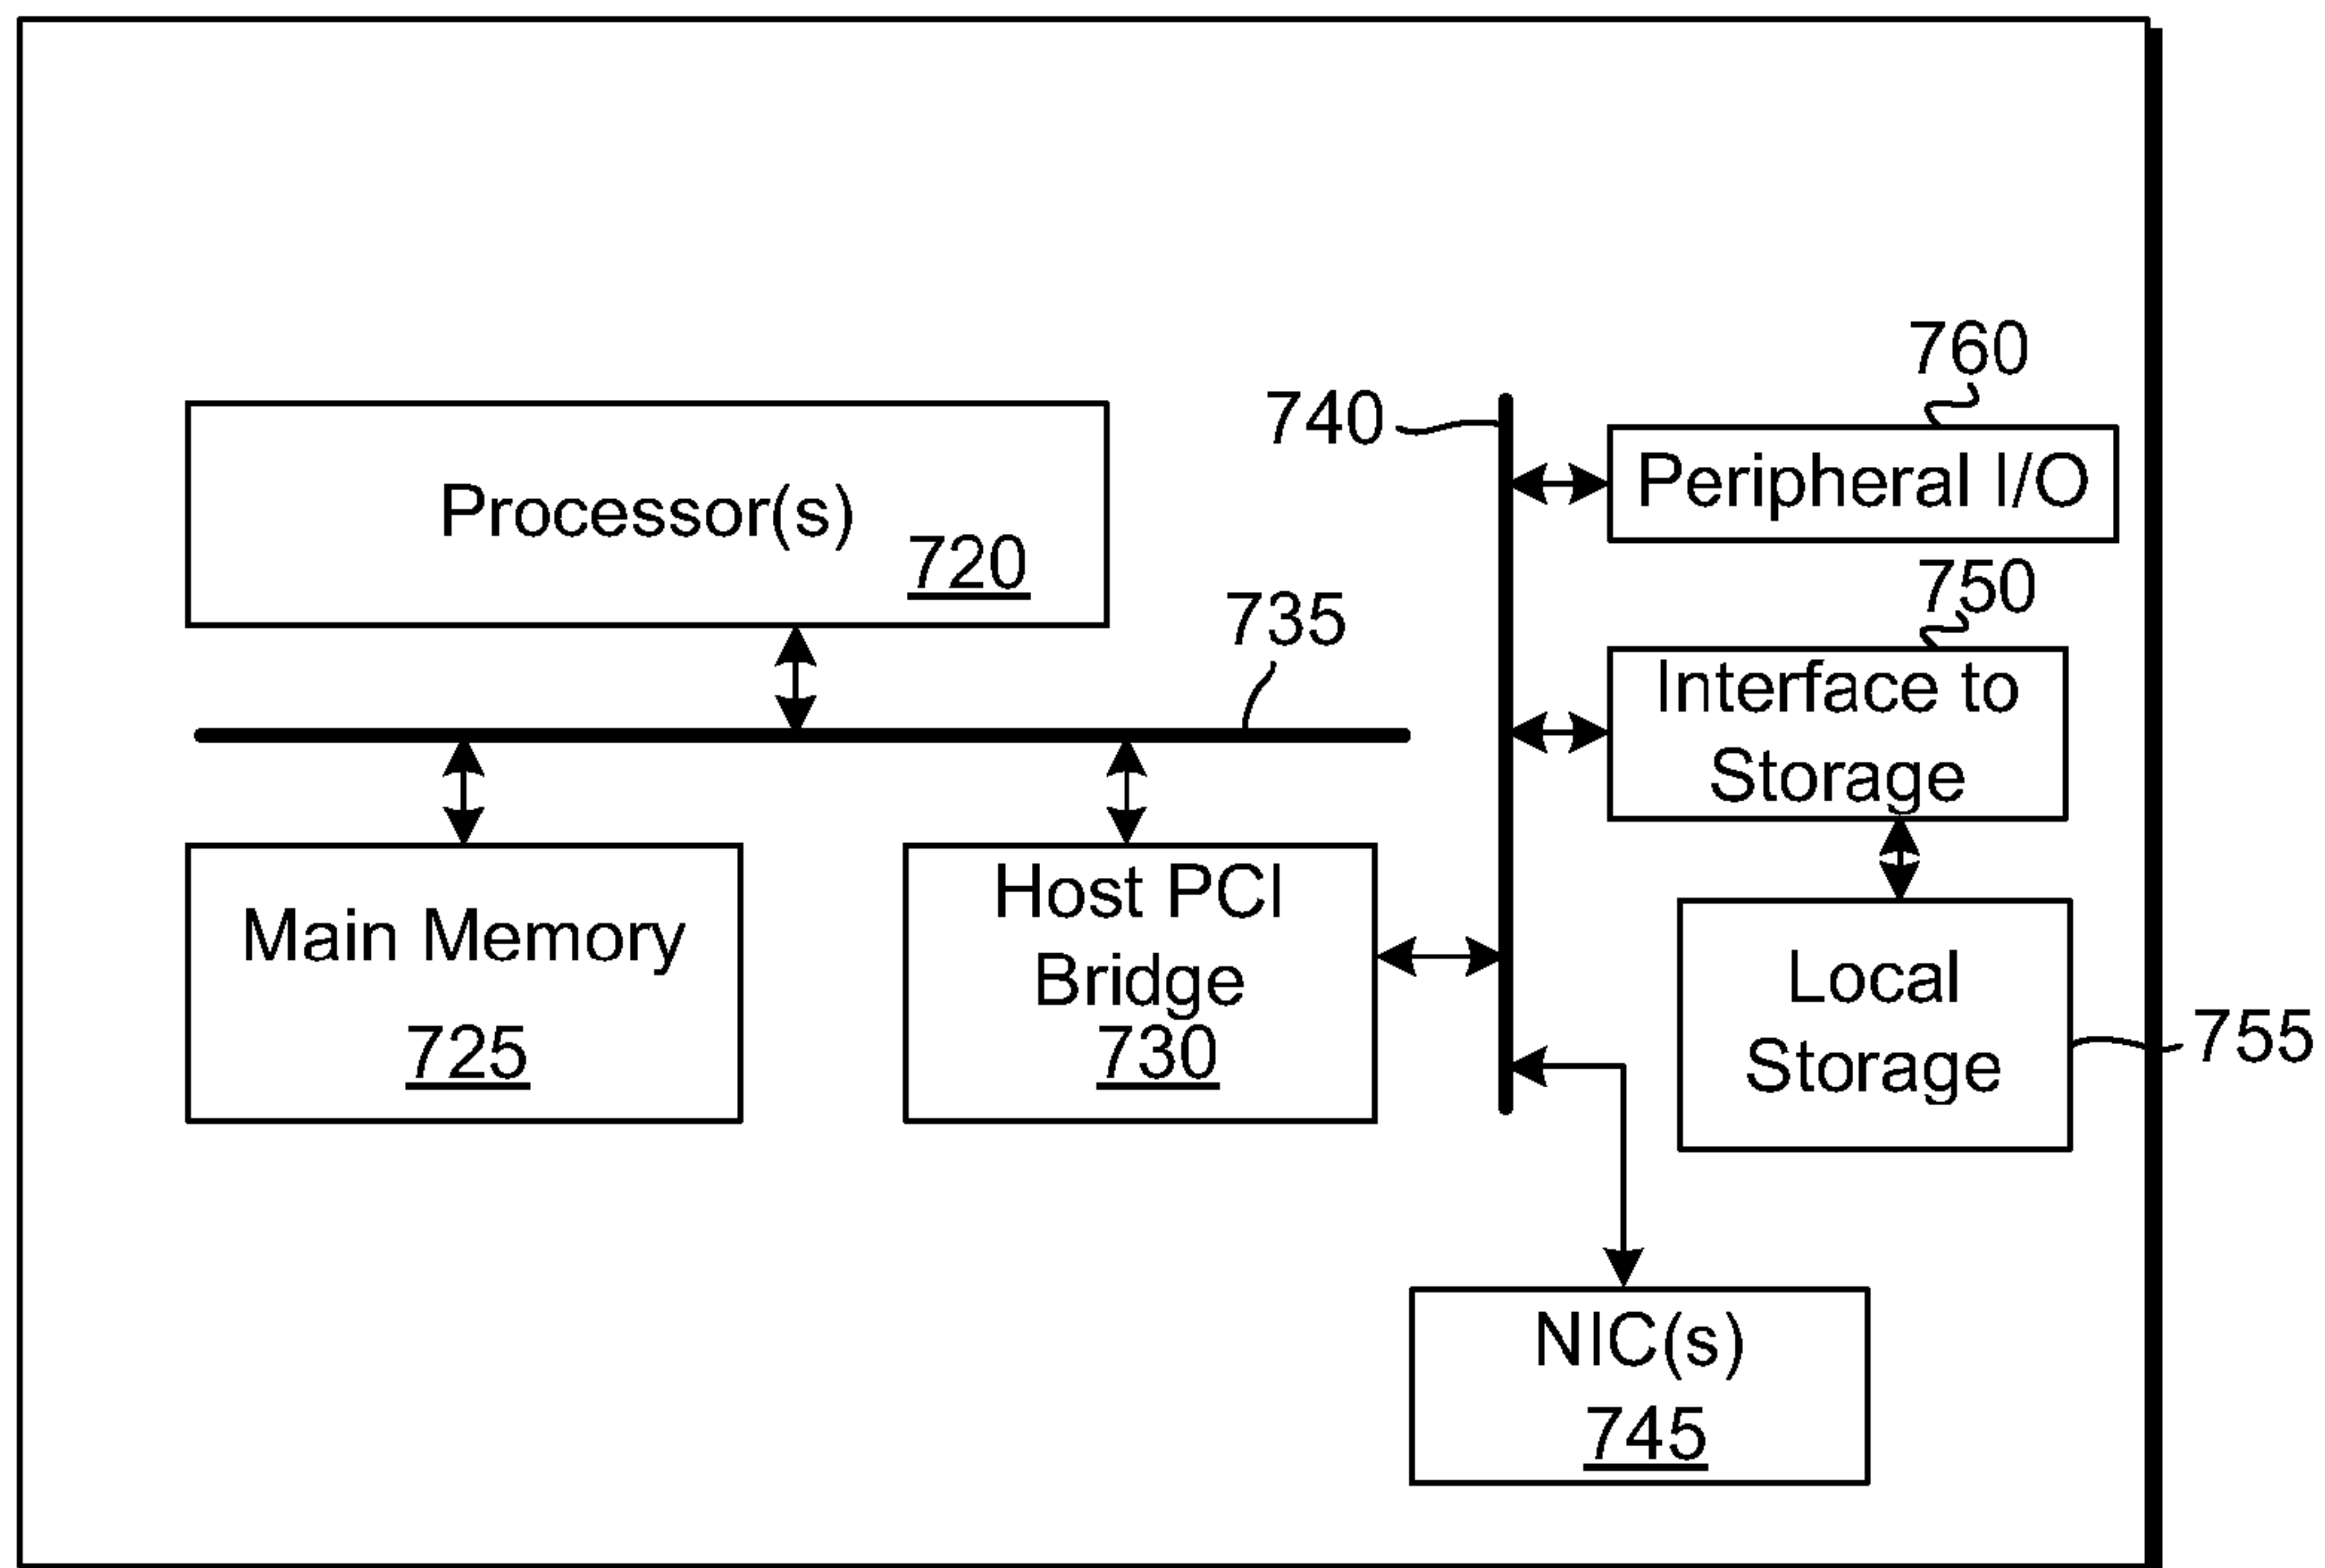 760
740
Peripheral I/O
Processor(s)
720
750
735
Interface to
Storage
Host PCI
Bridge
730
Main Memory
725
Local
Storage
755
NIC(s)
745